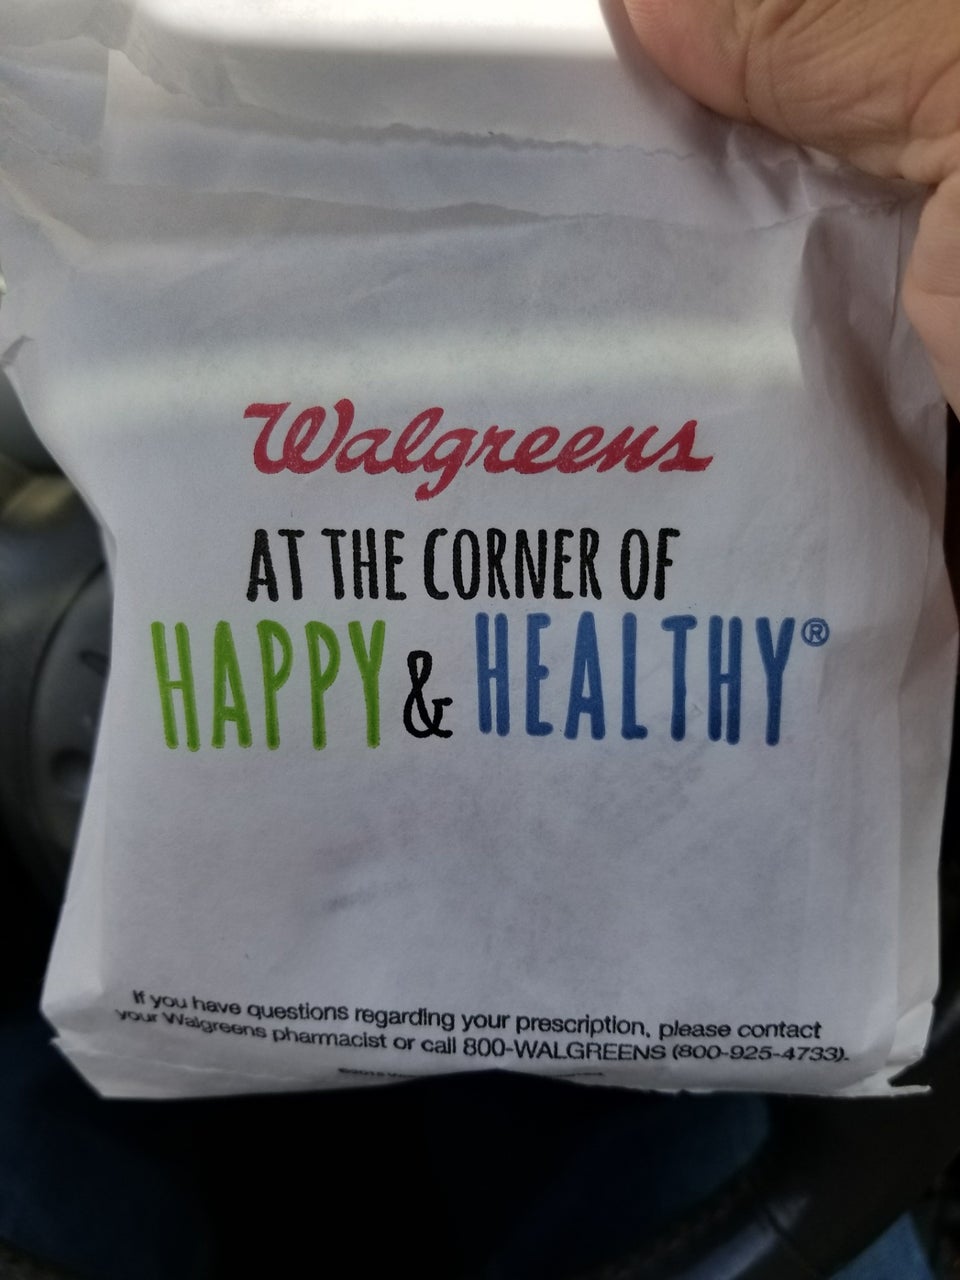 Walgreens
AT THE CORNER OF
HAPPY & HEALTHY®
If you have questions regarding your prescription, please contact
your Walgreens pharmacist or call 800-WALGREENS (800-925-4733).